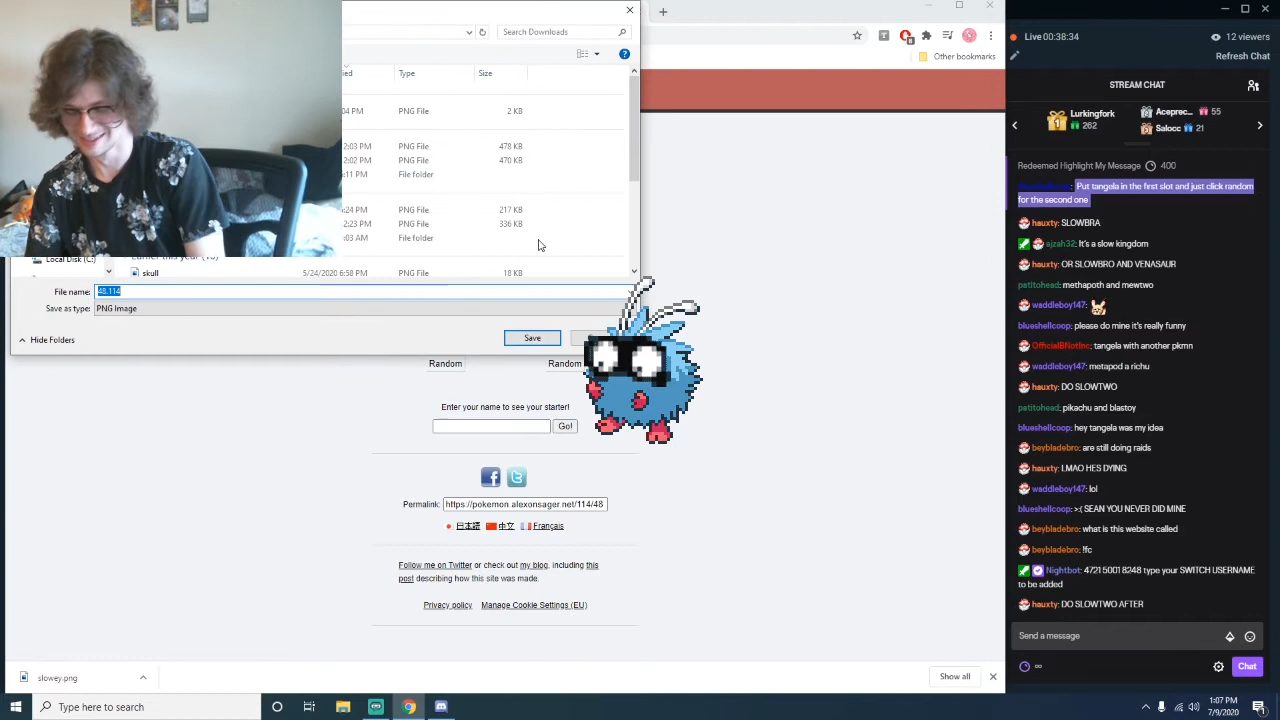 Search Downloads
Other bookmarks
Type
Size
PNG File
2 KB
PNG File
478 KB
PNG File
470 KB
File folder
PNG File
217 KB
PNG File
336 KB
File folder
Local Disk (C:)
skull
5/24/2020 6:58 PM
PNG File
18 KB
File name:
48.114
Save as type:
PNG Image
Hide Folders
Save
Random
Random
Enter your name to see your starter!
Go!
Permalink:
https://pokemon.alexonsager.net/114/48
日本語
中文
Français
Follow me on Twitter or check out my blog, including this
post describing how this site was made.
Privacy policy
Manage Cookie Settings (EU)
slowey.png
Show all
Type here to search
1:07 PM
7/9/2020
Live 00:38:34
12 viewers
Refresh Chat
STREAM CHAT
1
Lurkingfork
262
Aceprec...
55
Salocc
21
Redeemed Highlight My Message
400
blueshellcoop: Put tangela in the first slot and just click random
for the second one
hauxty: SLOWBRA
ajzah32: It's a slow kingdom
hauxty: OR SLOWBRO AND VENASAUR
patitohead: methapoth and mewtwo
waddleboy147:
blueshellcoop: please do mine it's really funny
OfficialBNotInc: tangela with another pkmn
waddleboy147: metapod a richu
hauxty: DO SLOWTWO
patitohead: pikachu and blastoy
blueshellcoop: hey tangela was my idea
beybladebro: are still doing raids
hauxty: LMAO HES DYING
waddleboy147: lol
blueshellcoop: >:( SEAN YOU NEVER DID MINE
beybladebro: what is this website called
beybladebro: !fc
Nightbot: 4721 5001 8248 type your SWITCH USERNAME
to be added
hauxty: DO SLOWTWO AFTER
Send a message
Chat